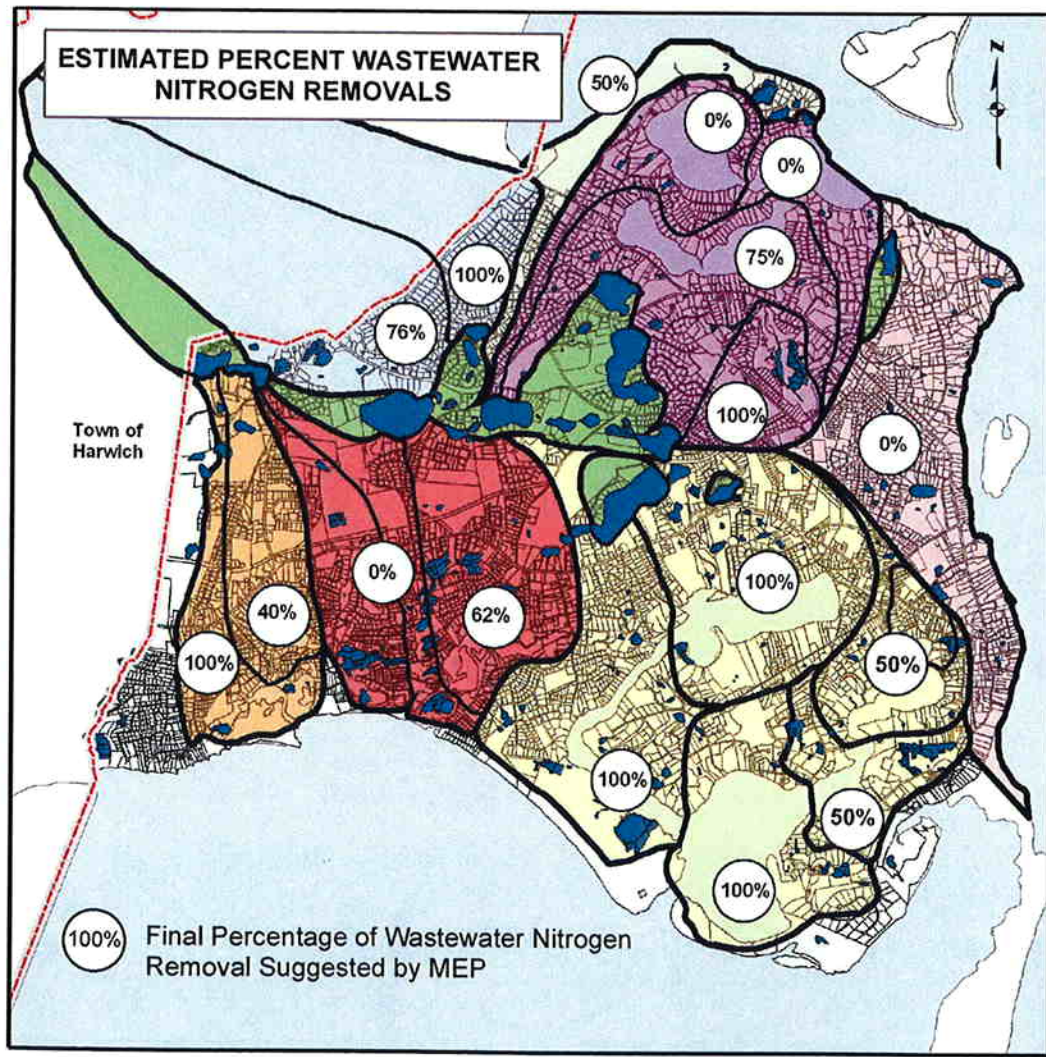 ESTIMATED PERCENT WASTEWATER
NITROGEN REMOVALS
50%
0%
0%
N
75%
100%
76%
100%
Town of
Harwich
0%
0%
100%
40%
62%
100%
50%
100%
50%
100%
100% Final Percentage of Wastewater Nitrogen
Removal Suggested by MEP